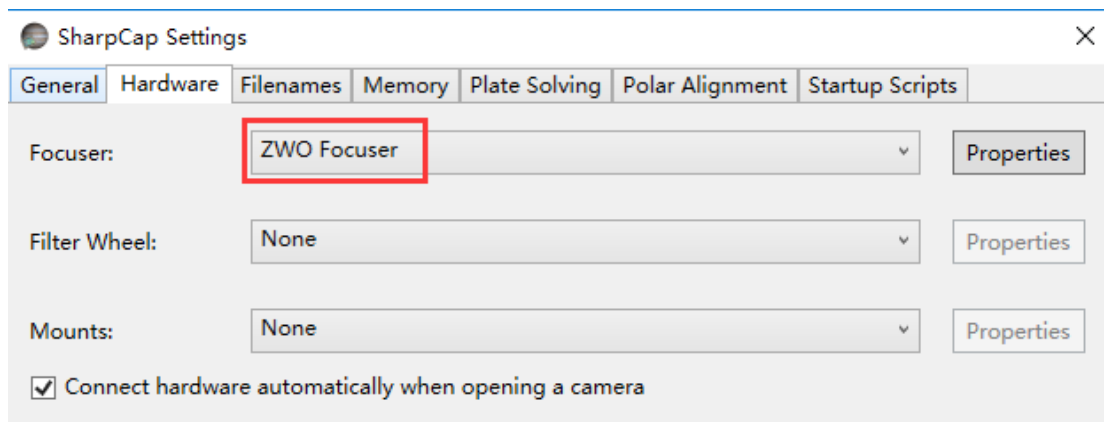 SharpCap Settings
General Hardware Filenames Memory Plate Solving Polar Alignment Startup Scripts
Focuser: ZWO Focuser Properties
Filter Wheel: None Properties
Mounts: None Properties
Connect hardware automatically when opening a camera